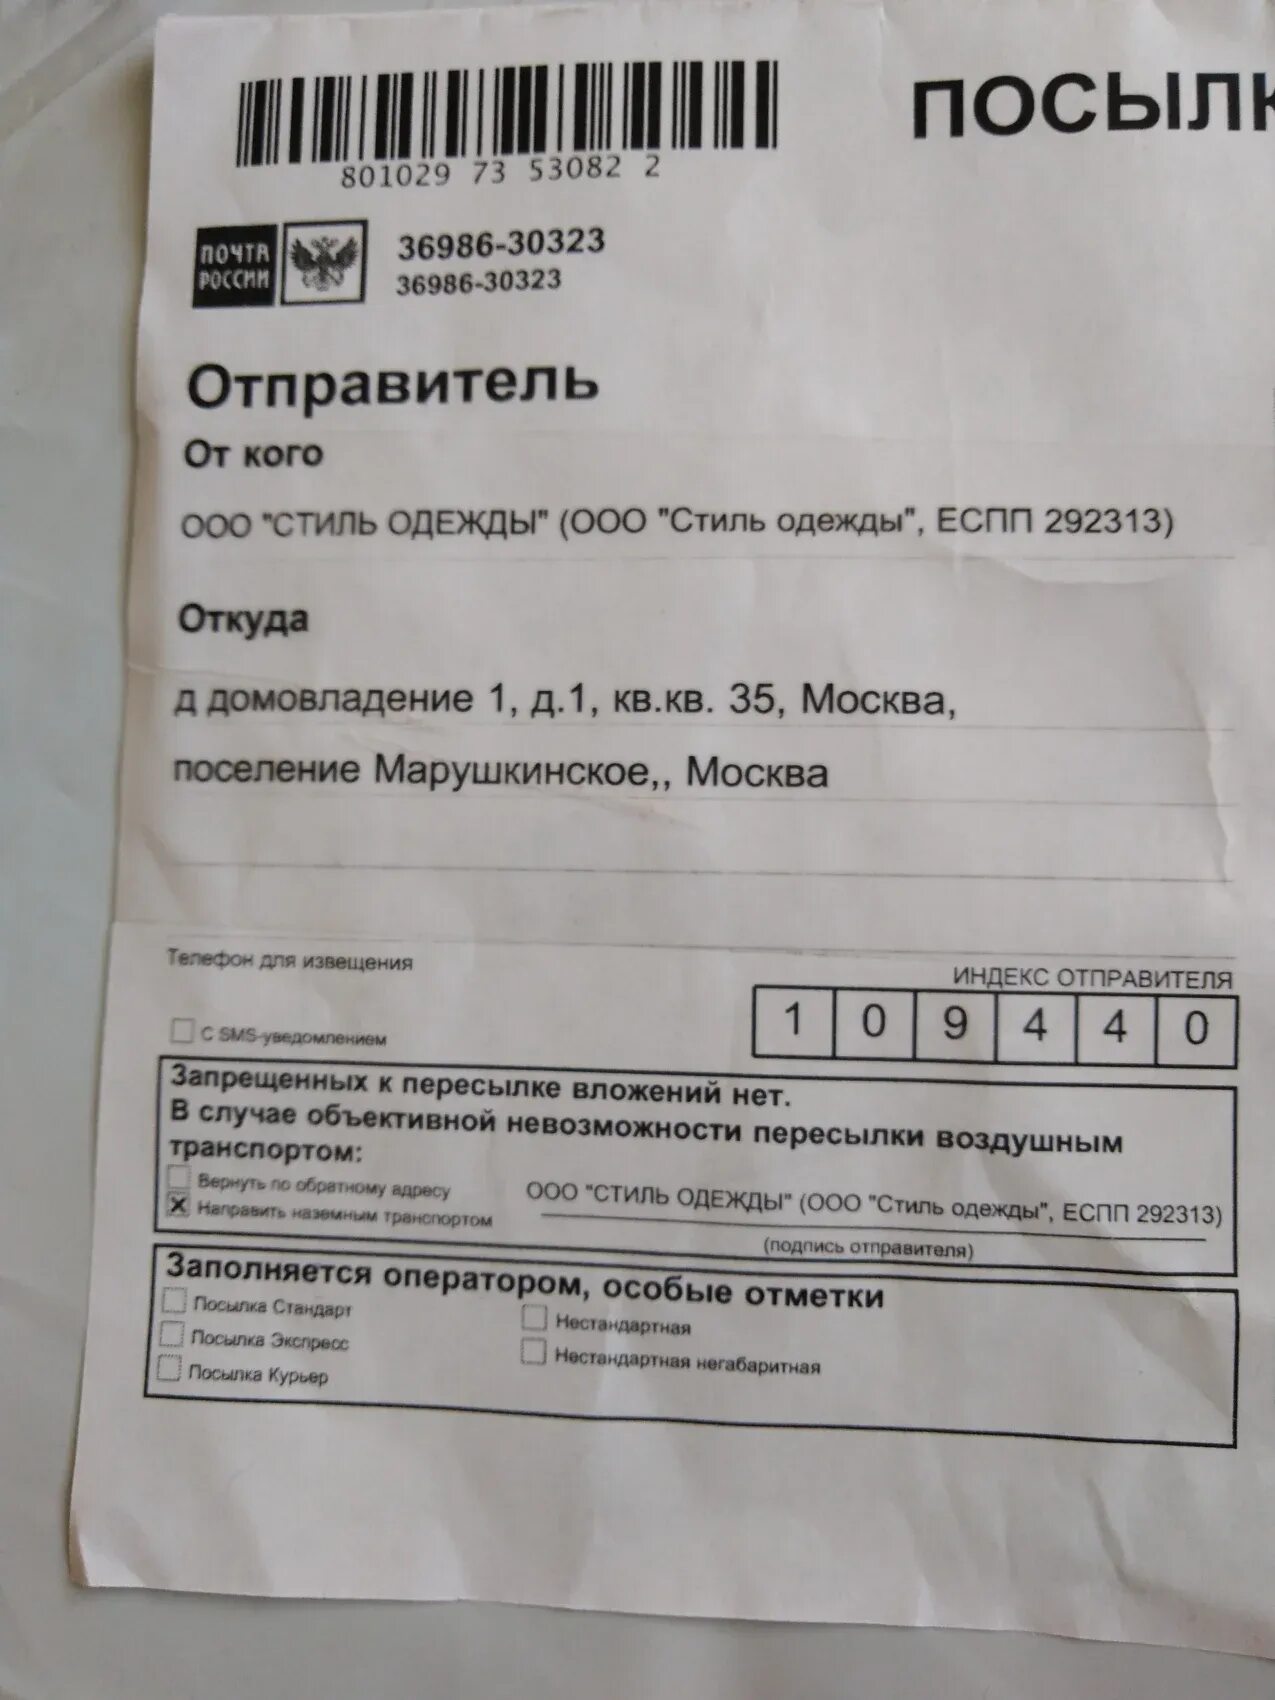 ПОСЫЛК
801029 73 53082 2
ПОЧТА РОССИИ
36986-30323
36986-30323
Отправитель
От кого
ООО "СТИЛЬ ОДЕЖДЫ" (ООО "Стиль одежды", ЕСПП 292313)
Откуда
д домовладение 1, д.1, кв.кв. 35, Москва,
поселение Марушкинское,, Москва
Телефон для извещения
ИНДЕКС ОТПРАВИТЕЛЯ
1 0 9 4 4 0
С SMS-уведомлением
Запрещенных к пересылке вложений нет.
В случае объективной невозможности пересылки воздушным
транспортом:
Вернуть по обратному адресу
Направить наземным транспортом
ООО "СТИЛЬ ОДЕЖДЫ" (ООО "Стиль одежды", ЕСПП 292313)
(подпись отправителя)
Заполняется оператором, особые отметки
Посылка Стандарт
Посылка Экспресс
Посылка Курьер
Нестандартная
Нестандартная негабаритная